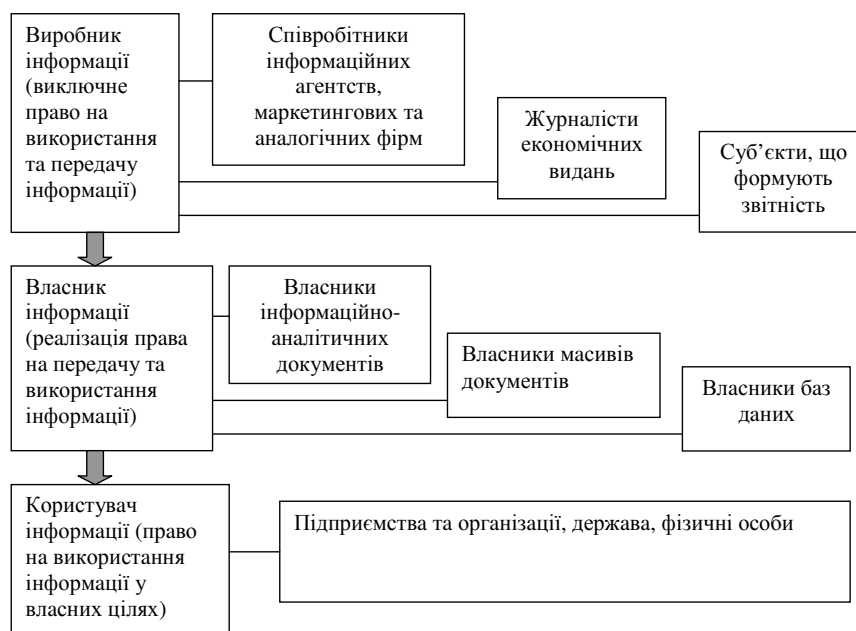 Виробник
інформації
(виключне
право на
використання
та передачу
інформації)
Співробітники
інформаційних
агентств,
маркетингових та
аналогічних фірм
Журналісти
економічних
видань
Суб’єкти, що
формують
звітність
Власник
інформації
(реалізація права
на передачу та
використання
інформації)
Власники
інформаційно-
аналітичних
документів
Власники масивів
документів
Власники баз
даних
Користувач
інформації (право
на використання
інформації у
власних цілях)
Підприємства та організації, держава, фізичні особи